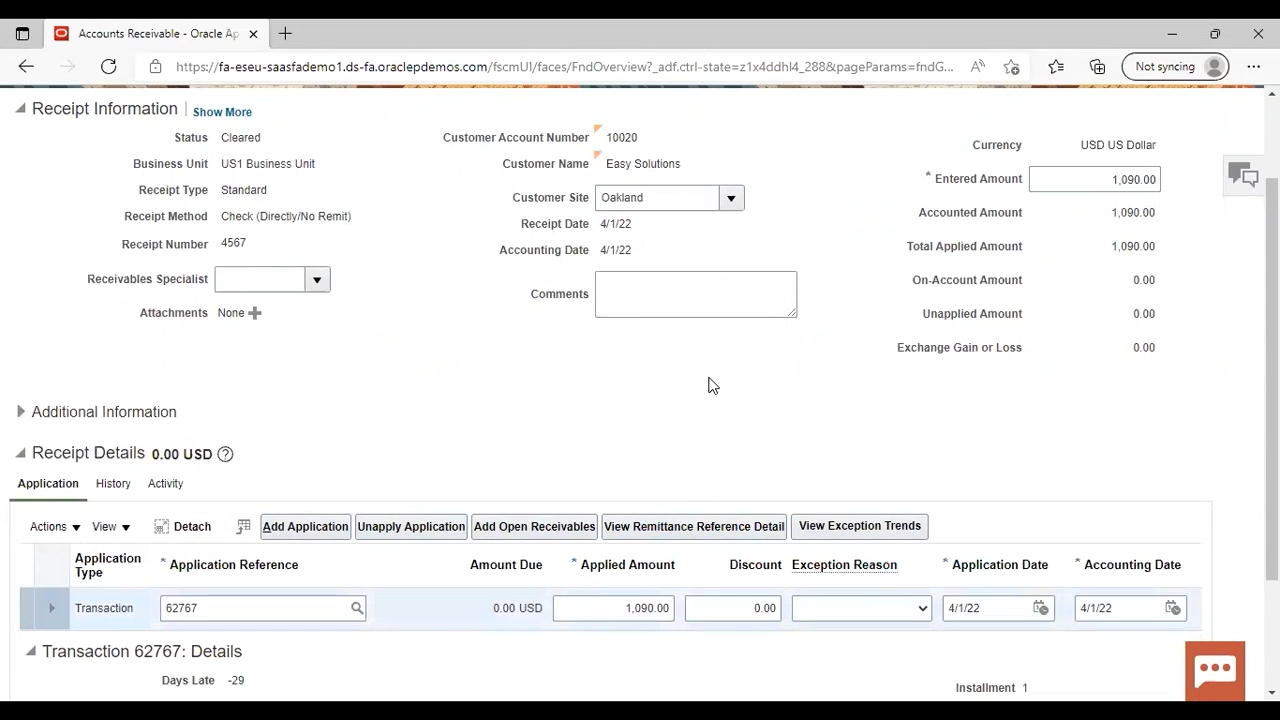 Accounts Receivable - Oracle Ap
https://fa-eseu-saasfademo1.ds-fa.oraclepdemos.com/fscmUI/faces/FndOverview?_adf.ctrl-state=z1x4ddhl4_288&pageParams=fndG...
Not syncing
Receipt Information
Show More
Status Cleared
Business Unit US1 Business Unit
Receipt Type Standard
Receipt Method Check (Directly/No Remit)
Receipt Number 4567
Receivables Specialist
Attachments None
Customer Account Number 10020
Customer Name Easy Solutions
Customer Site Oakland
Receipt Date 4/1/22
Accounting Date 4/1/22
Comments
Currency USD US Dollar
* Entered Amount 1,090.00
Accounted Amount 1,090.00
Total Applied Amount 1,090.00
On-Account Amount 0.00
Unapplied Amount 0.00
Exchange Gain or Loss 0.00
Additional Information
Receipt Details 0.00 USD ?
Application History Activity
Actions View Detach Add Application Unapply Application Add Open Receivables View Remittance Reference Detail View Exception Trends
Application Type * Application Reference Amount Due * Applied Amount Discount Exception Reason * Application Date * Accounting Date
Transaction 62767 0.00 USD 1,090.00 0.00 4/1/22 4/1/22
Transaction 62767: Details
Days Late -29
Installment 1